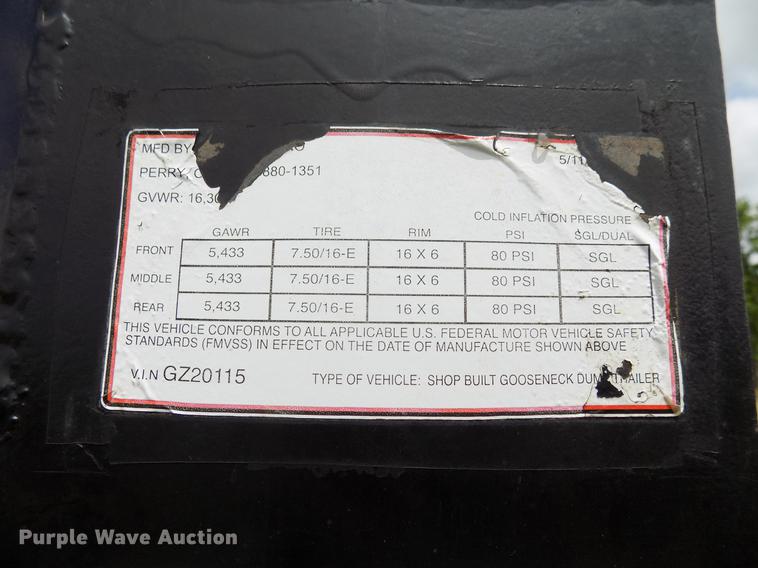 MFD BY
5/11
PERRY, 880-1351
GVWR: 16,3
COLD INFLATION PRESSURE
GAWR TIRE RIM PSI SGL/DUAL
FRONT 5,433 7.50/16-E 16 X 6 80 PSI SGL
MIDDLE 5,433 7.50/16-E 16 X 6 80 PSI SGL
REAR 5,433 7.50/16-E 16 X 6 80 PSI SGL
THIS VEHICLE CONFORMS TO ALL APPLICABLE U.S. FEDERAL MOTOR VEHICLE SAFETY
STANDARDS (FMVSS) IN EFFECT ON THE DATE OF MANUFACTURE SHOWN ABOVE
V.I.N GZ20115 TYPE OF VEHICLE: SHOP BUILT GOOSENECK DUMP TRAILER
Purple Wave Auction